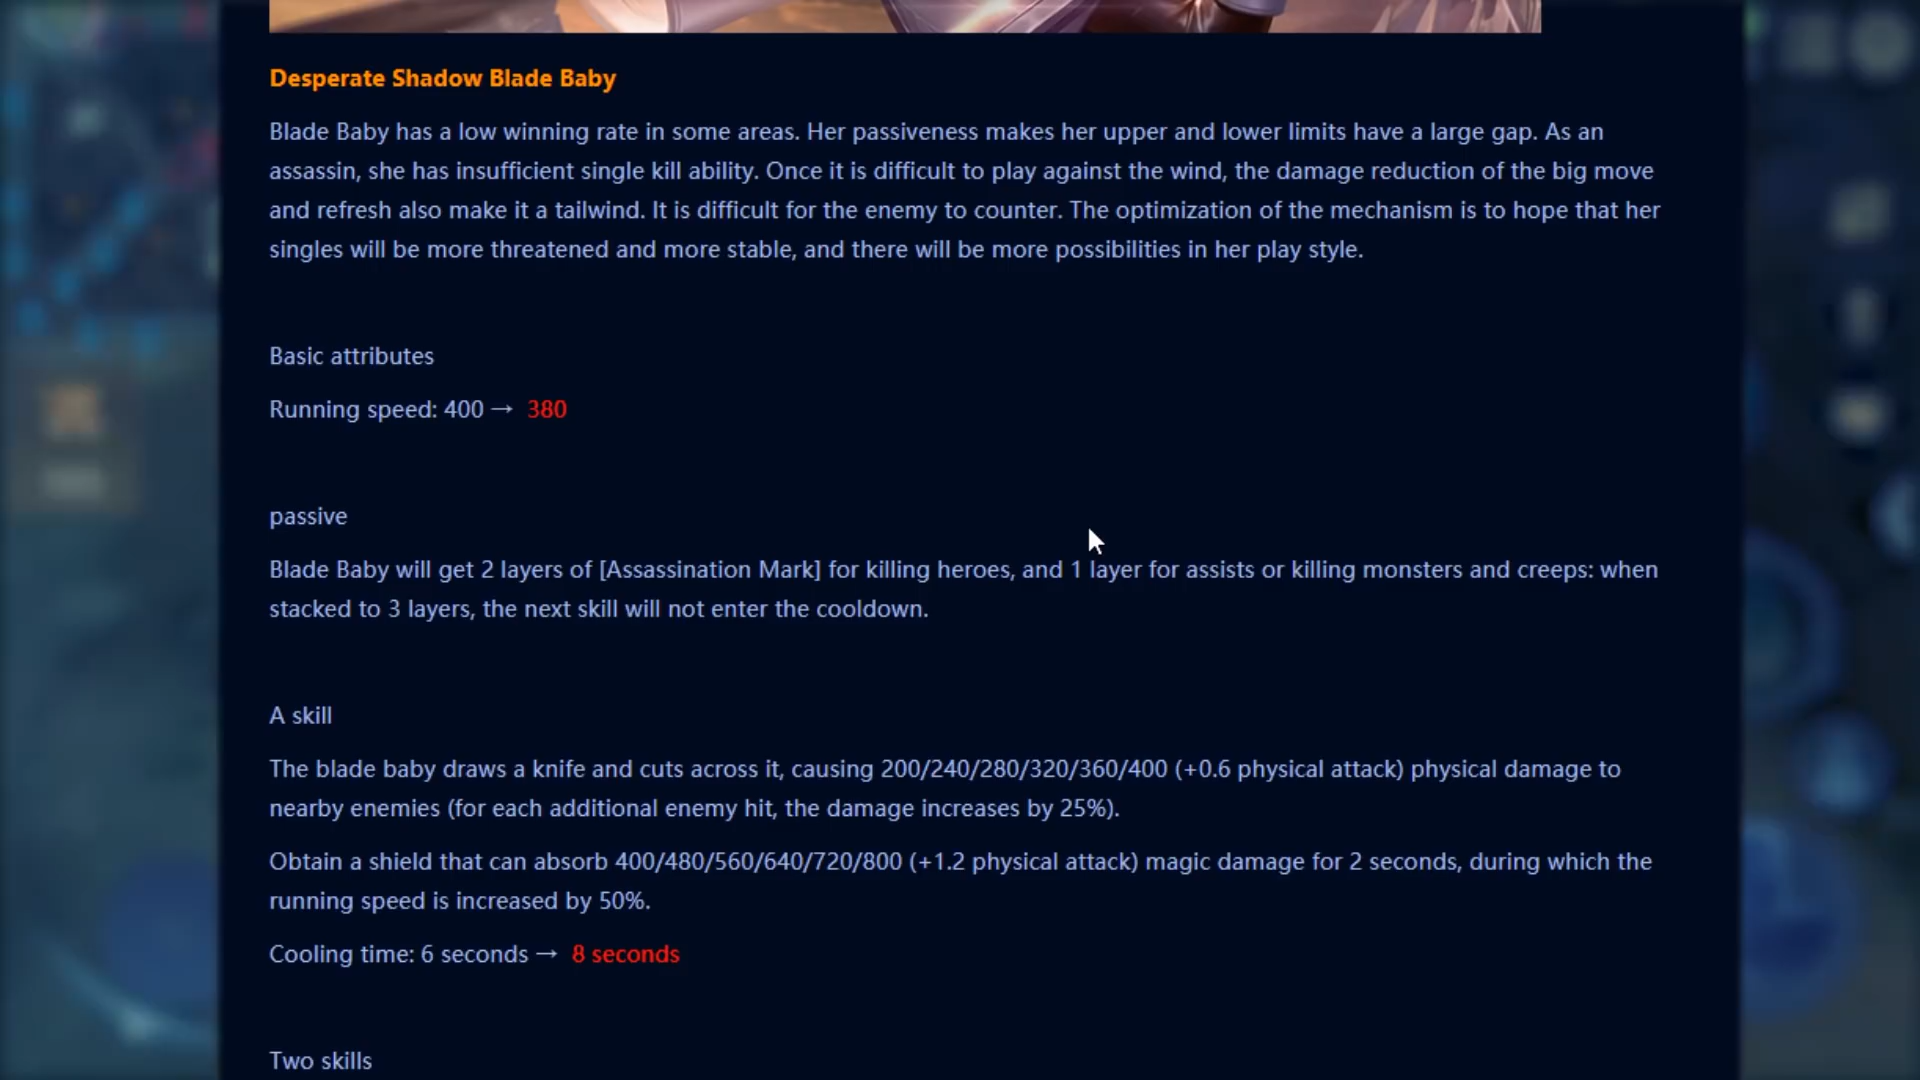 Desperate Shadow Blade Baby
Blade Baby has a low winning rate in some areas. Her passiveness makes her upper and lower limits have a large gap. As an
assassin, she has insufficient single kill ability. Once it is difficult to play against the wind, the damage reduction of the big move
and refresh also make it a tailwind. It is difficult for the enemy to counter. The optimization of the mechanism is to hope that her
singles will be more threatened and more stable, and there will be more possibilities in her play style.
Basic attributes
Running speed: 400 → 380
passive
Blade Baby will get 2 layers of [Assassination Mark] for killing heroes, and 1 layer for assists or killing monsters and creeps: when
stacked to 3 layers, the next skill will not enter the cooldown.
A skill
The blade baby draws a knife and cuts across it, causing 200/240/280/320/360/400 (+0.6 physical attack) physical damage to
nearby enemies (for each additional enemy hit, the damage increases by 25%).
Obtain a shield that can absorb 400/480/560/640/720/800 (+1.2 physical attack) magic damage for 2 seconds, during which the
running speed is increased by 50%.
Cooling time: 6 seconds → 8 seconds
Two skills